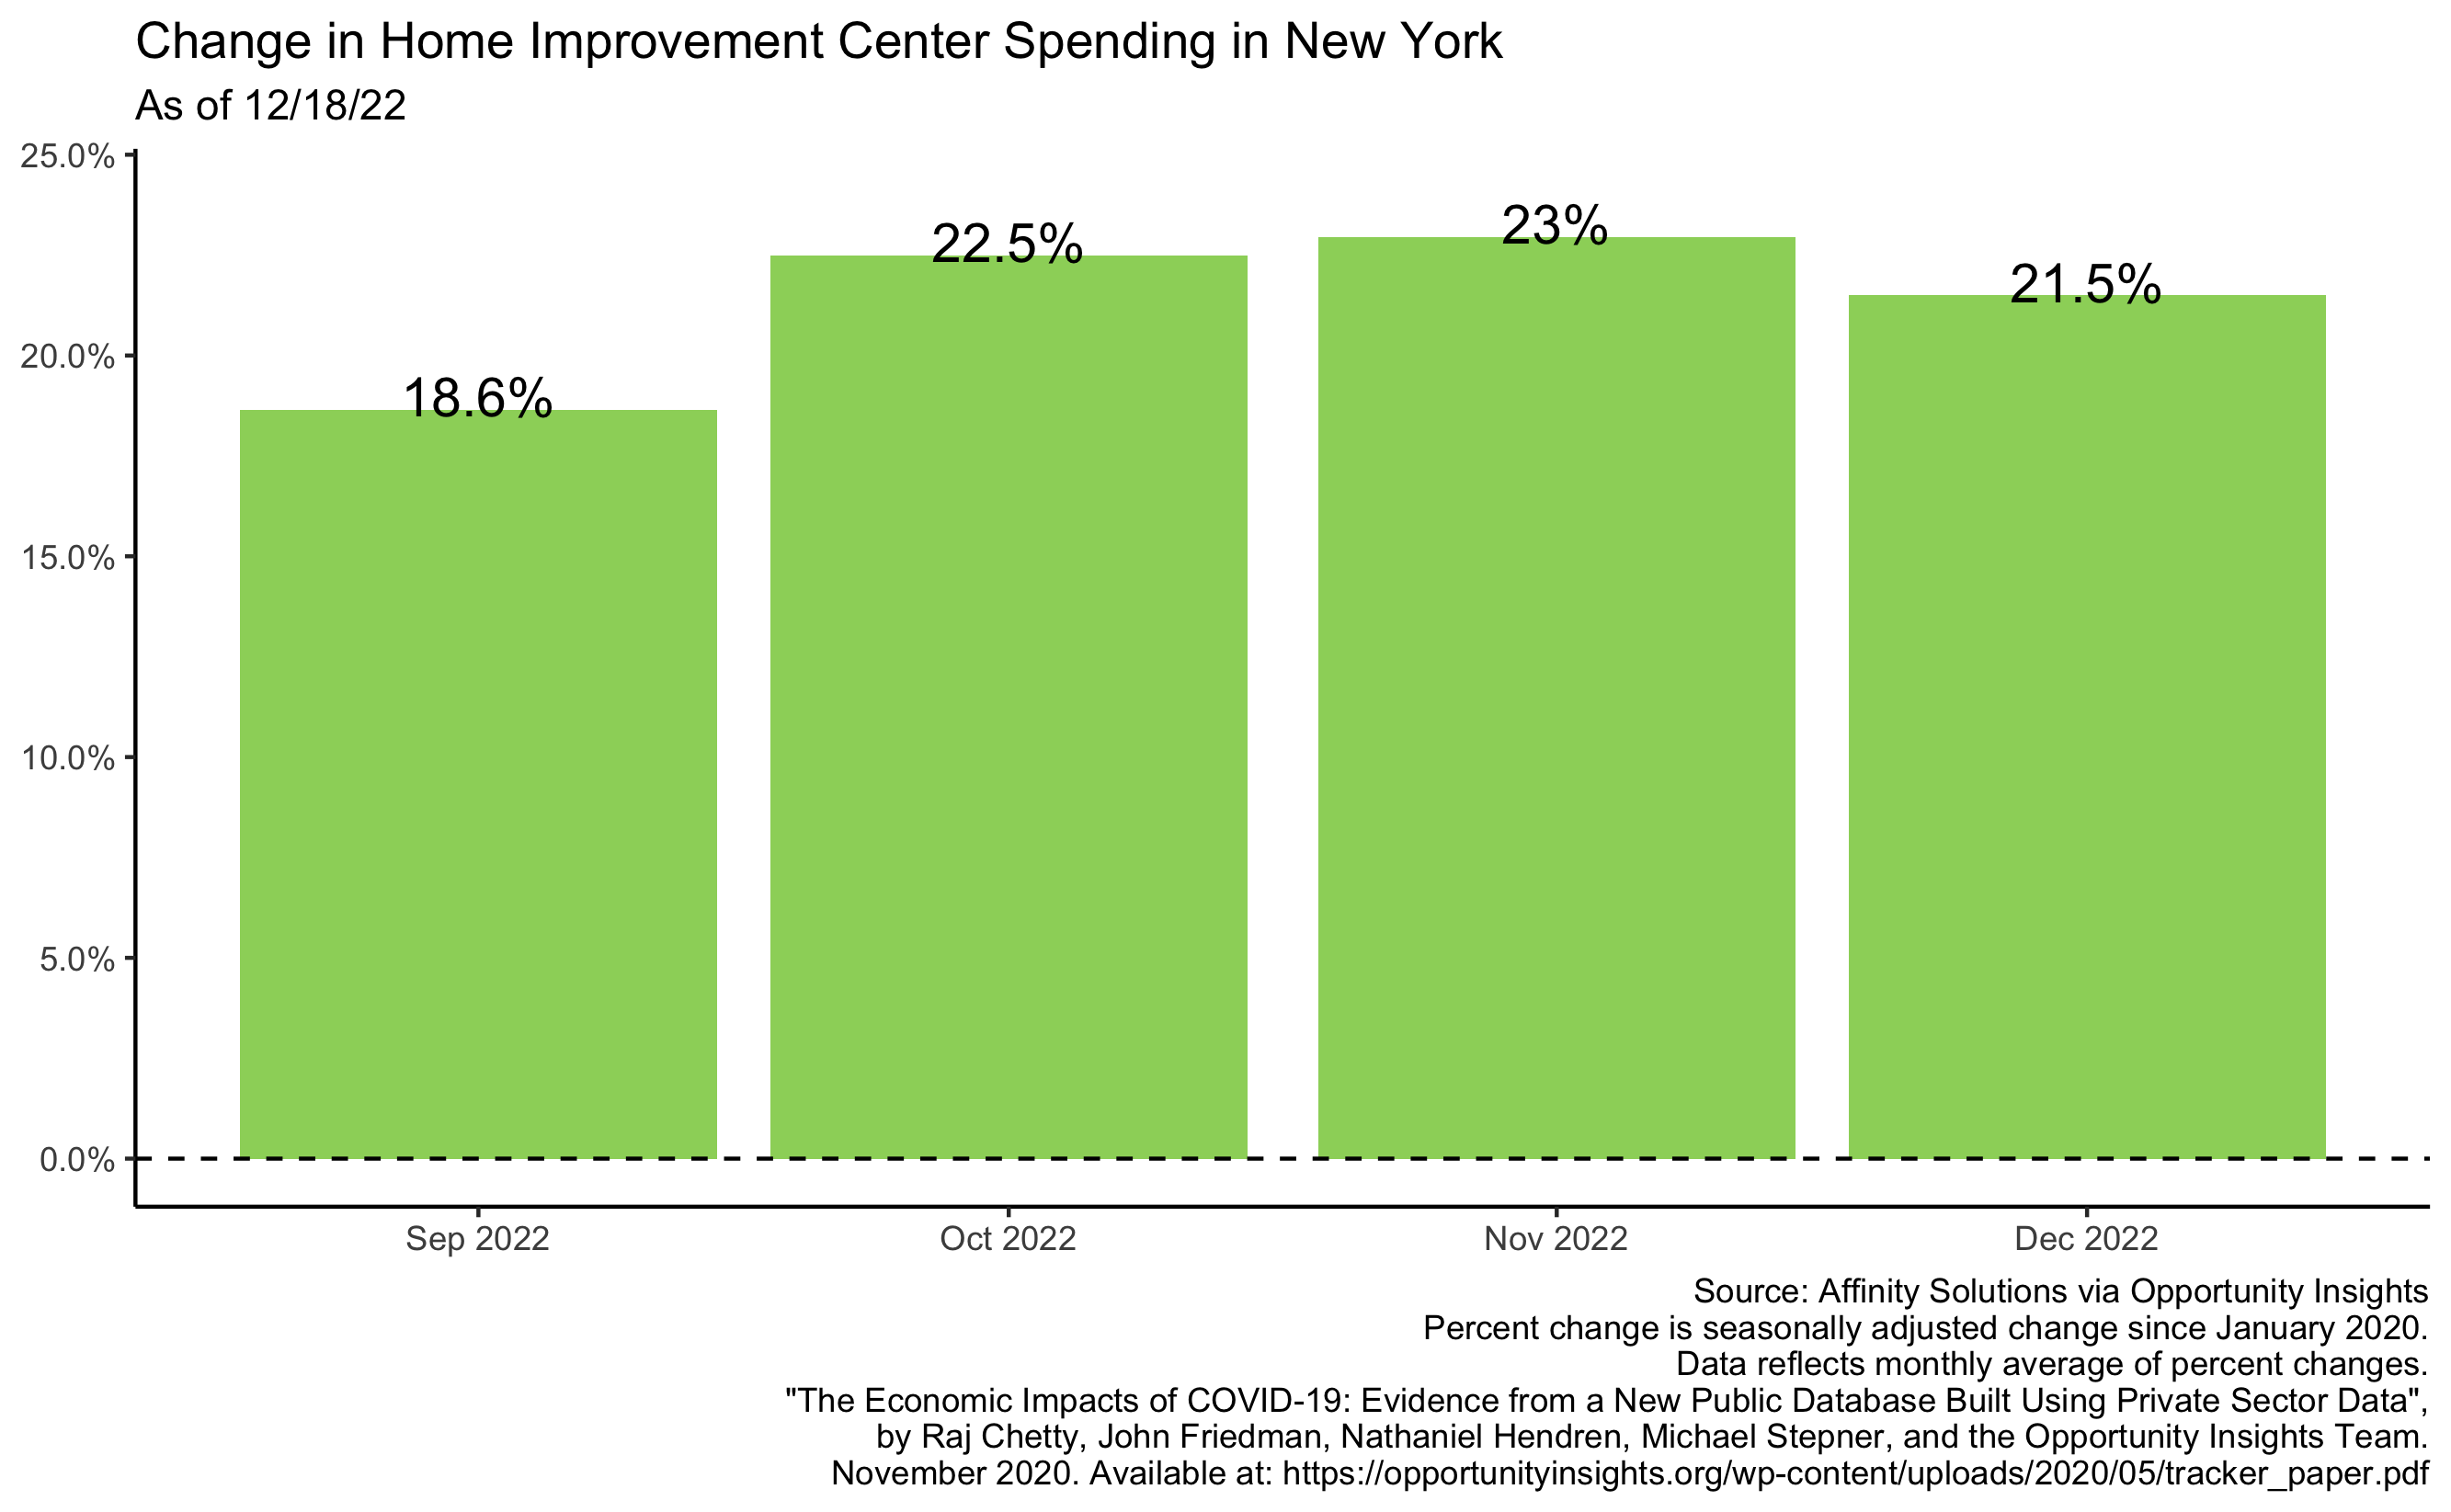 Change in Home Improvement Center Spending in New York
As of 12/18/22
25.0%
20.0%
15.0%
10.0%
5.0%
0.0%
18.6%
22.5%
23%
21.5%
Sep 2022
Oct 2022
Nov 2022
Dec 2022
Source: Affinity Solutions via Opportunity Insights
Percent change is seasonally adjusted change since January 2020.
Data reflects monthly average of percent changes.
"The Economic Impacts of COVID-19: Evidence from a New Public Database Built Using Private Sector Data",
by Raj Chetty, John Friedman, Nathaniel Hendren, Michael Stepner, and the Opportunity Insights Team.
November 2020. Available at: https://opportunityinsights.org/wp-content/uploads/2020/05/tracker_paper.pdf